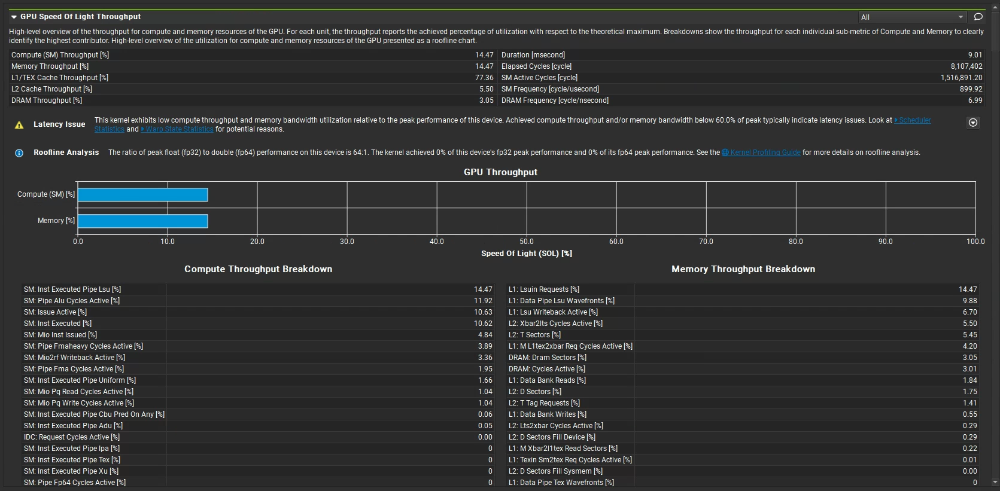 GPU Speed Of Light Throughput
All
High-level overview of the throughput for compute and memory resources of the GPU. For each unit, the throughput reports the achieved percentage of utilization with respect to the theoretical maximum. Breakdowns show the throughput for each individual sub-metric of Compute and Memory to clearly
identify the highest contributor. High-level overview of the utilization for compute and memory resources of the GPU presented as a roofline chart.
Compute (SM) Throughput [%] 14.47 Duration [msecond] 9.01
Memory Throughput [%] 14.47 Elapsed Cycles [cycle] 8,107,402
L1/TEX Cache Throughput [%] 77.36 SM Active Cycles [cycle] 1,516,891.20
L2 Cache Throughput [%] 5.50 SM Frequency [cycle/usecond] 899.92
DRAM Throughput [%] 3.05 DRAM Frequency [cycle/nsecond] 6.99
Latency Issue This kernel exhibits low compute throughput and memory bandwidth utilization relative to the peak performance of this device. Achieved compute throughput and/or memory bandwidth below 60.0% of peak typically indicate latency issues. Look at Scheduler
Statistics and Warp State Statistics for potential reasons.
Roofline Analysis The ratio of peak float (fp32) to double (fp64) performance on this device is 64:1. The kernel achieved 0% of this device's fp32 peak performance and 0% of its fp64 peak performance. See the Kernel Profiling Guide for more details on roofline analysis.
GPU Throughput
Compute (SM) [%]
Memory [%]
0.0 10.0 20.0 30.0 40.0 50.0 60.0 70.0 80.0 90.0 100.0
Speed Of Light (SOL) [%]
Compute Throughput Breakdown
SM: Inst Executed Pipe Lsu [%] 14.47
SM: Pipe Alu Cycles Active [%] 11.92
SM: Issue Active [%] 10.63
SM: Inst Executed [%] 10.62
SM: Mio Inst Issued [%] 4.84
SM: Pipe Fmaheavy Cycles Active [%] 3.89
SM: Mio2rf Writeback Active [%] 3.36
SM: Pipe Fma Cycles Active [%] 1.95
SM: Inst Executed Pipe Uniform [%] 1.66
SM: Mio Pq Read Cycles Active [%] 1.04
SM: Mio Pq Write Cycles Active [%] 1.04
SM: Inst Executed Pipe Cbu Pred On Any [%] 0.06
SM: Inst Executed Pipe Adu [%] 0.05
IDC: Request Cycles Active [%] 0.00
SM: Inst Executed Pipe Ipa [%] 0
SM: Inst Executed Pipe Tex [%] 0
SM: Inst Executed Pipe Xu [%] 0
SM: Pipe Fp64 Cycles Active [%] 0
Memory Throughput Breakdown
L1: Lsuin Requests [%] 14.47
L1: Data Pipe Lsu Wavefronts [%] 9.88
L1: Lsu Writeback Active [%] 6.70
L2: Xbar2lts Cycles Active [%] 5.50
L2: T Sectors [%] 5.45
L1: M L1tex2xbar Req Cycles Active [%] 4.20
DRAM: Dram Sectors [%] 3.05
DRAM: Cycles Active [%] 3.01
L1: Data Bank Reads [%] 1.84
L2: D Sectors [%] 1.75
L2: T Tag Requests [%] 1.41
L1: Data Bank Writes [%] 0.55
L2: Lts2xbar Cycles Active [%] 0.29
L2: D Sectors Fill Device [%] 0.29
L1: M Xbar2l1tex Read Sectors [%] 0.22
L1: Texin Sm2tex Req Cycles Active [%] 0.01
L2: D Sectors Fill Sysmem [%] 0.00
L1: Data Pipe Tex Wavefronts [%] 0